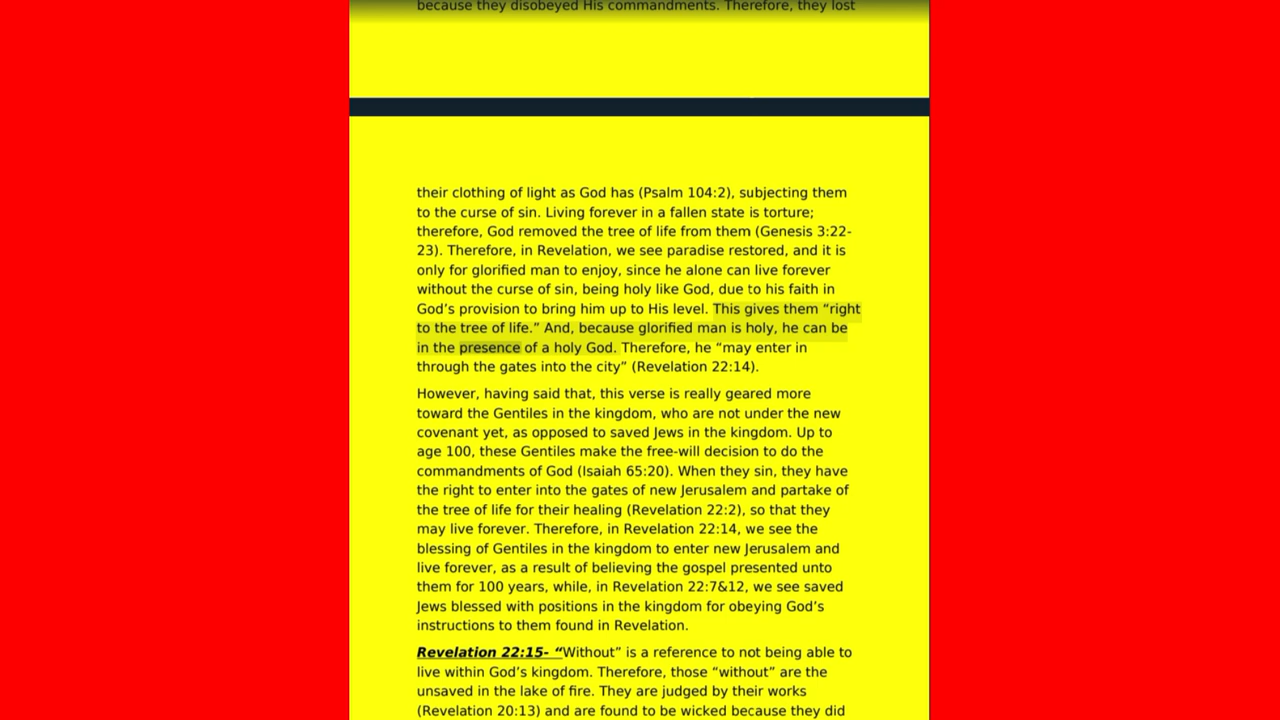 because they disobeyed His commandments. Therefore, they lost
their clothing of light as God has (Psalm 104:2), subjecting them
to the curse of sin. Living forever in a fallen state is torture;
therefore, God removed the tree of life from them (Genesis 3:22-
23). Therefore, in Revelation, we see paradise restored, and it is
only for glorified man to enjoy, since he alone can live forever
without the curse of sin, being holy like God, due to his faith in
God’s provision to bring him up to His level. This gives them “right
to the tree of life.” And, because glorified man is holy, he can be
in the presence of a holy God. Therefore, he “may enter in
through the gates into the city” (Revelation 22:14).
However, having said that, this verse is really geared more
toward the Gentiles in the kingdom, who are not under the new
covenant yet, as opposed to saved Jews in the kingdom. Up to
age 100, these Gentiles make the free-will decision to do the
commandments of God (Isaiah 65:20). When they sin, they have
the right to enter into the gates of new Jerusalem and partake of
the tree of life for their healing (Revelation 22:2), so that they
may live forever. Therefore, in Revelation 22:14, we see the
blessing of Gentiles in the kingdom to enter new Jerusalem and
live forever, as a result of believing the gospel presented unto
them for 100 years, while, in Revelation 22:7&12, we see saved
Jews blessed with positions in the kingdom for obeying God’s
instructions to them found in Revelation.
Revelation 22:15- “Without” is a reference to not being able to
live within God’s kingdom. Therefore, those “without” are the
unsaved in the lake of fire. They are judged by their works
(Revelation 20:13) and are found to be wicked because they did